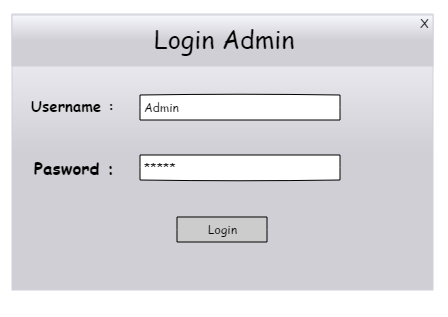 X
Login Admin
Username : Admin
Pasword : *****
Login